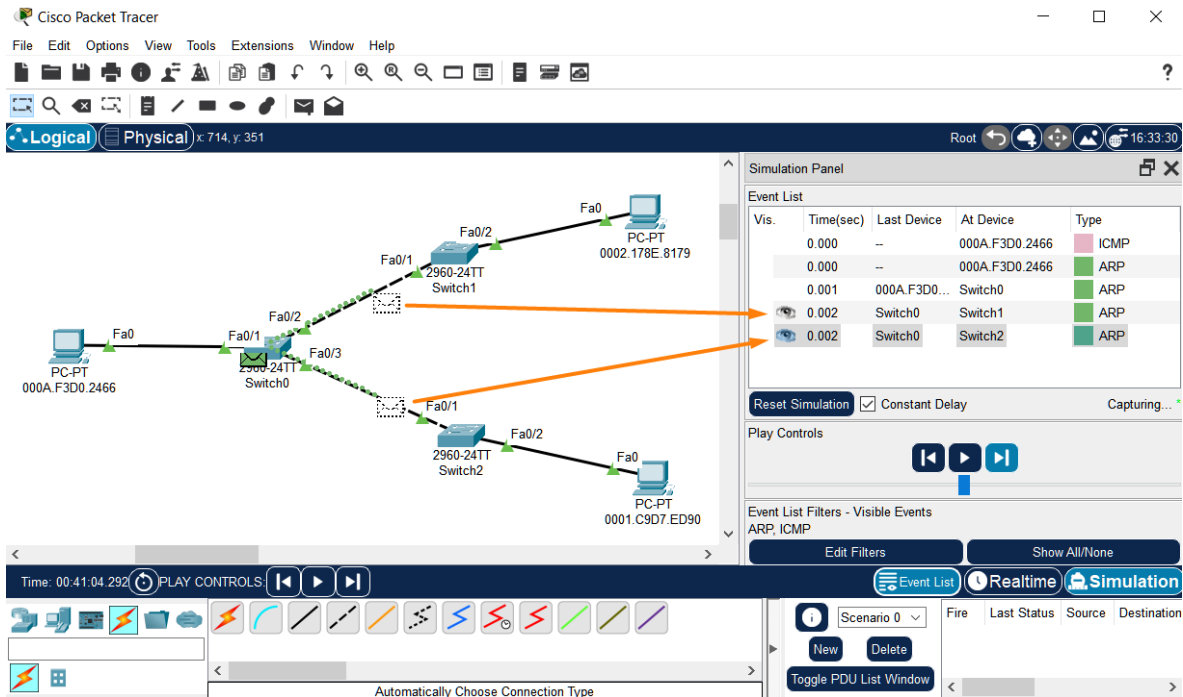 Cisco Packet Tracer
File Edit Options View Tools Extensions Window Help
?
Logical Physical x: 714, y: 351 Root 16:33:30
Simulation Panel
Event List
Vis. Time(sec) Last Device At Device Type
0.000 -- 000A.F3D0.2466 ICMP
0.000 -- 000A.F3D0.2466 ARP
0.001 000A.F3D0... Switch0 ARP
0.002 Switch0 Switch1 ARP
0.002 Switch0 Switch2 ARP
Reset Simulation Constant Delay Capturing...
Play Controls
Event List Filters - Visible Events
ARP, ICMP
Edit Filters Show All/None
Fa0
PC-PT
0002.178E.8179
Fa0/2
Fa0/1
2960-24TT
Switch1
Fa0/2
Fa0
Fa0/1
Fa0/3
PC-PT
000A.F3D0.2466
2960-24TT
Switch0
Fa0/1
Fa0/2
2960-24TT
Switch2
Fa0
PC-PT
0001.C9D7.ED90
Time: 00:41:04.292 PLAY CONTROLS: Event List Realtime Simulation
Automatically Choose Connection Type
Scenario 0
New Delete
Toggle PDU List Window
Fire Last Status Source Destination